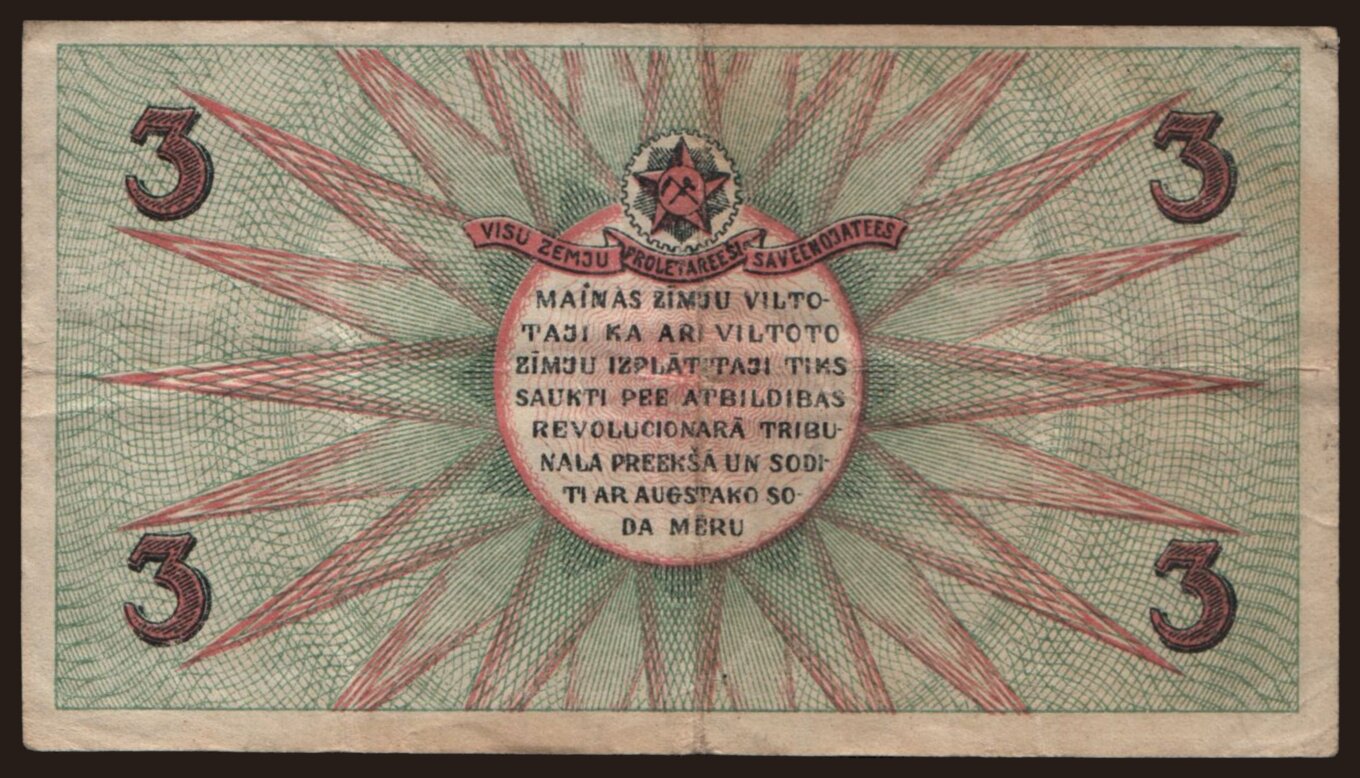 3 3
VISU ZEMJU PROLETAREEŠI SAVEENOJATEES
MAIŅAS ZĪMJU VILTO-
TAJI KA ARI VILTOTO
ZĪMJU IZPLĀTITAJI TIKS
SAUKTI PEE ATBILDIBAS
REVOLUCIONARĀ TRIBU-
NALA PREEKŠĀ UN SODI-
TI AR AUGSTAKO SO-
DA MĒRU
3 3